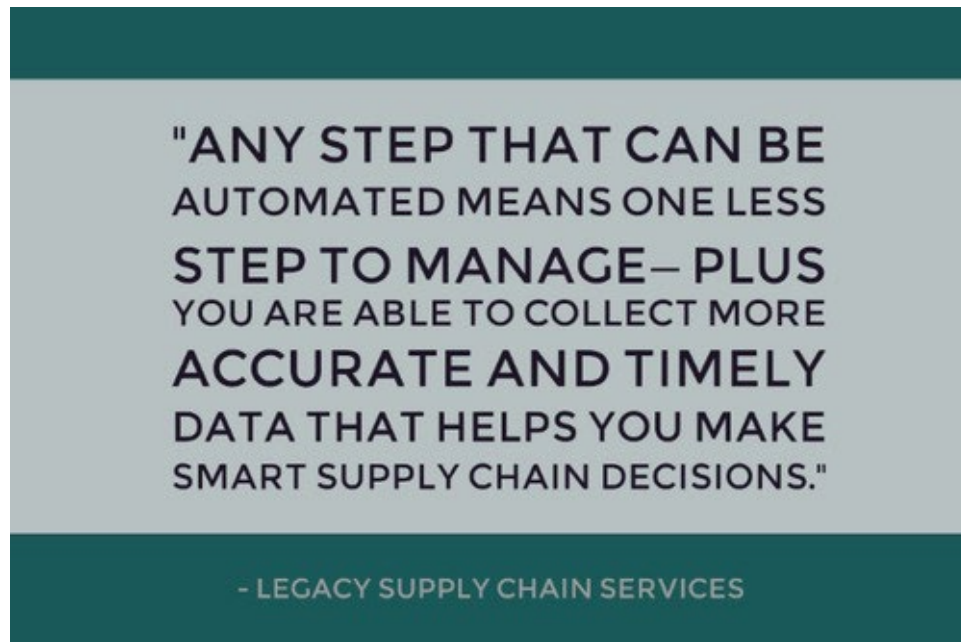 "ANY STEP THAT CAN BE
AUTOMATED MEANS ONE LESS
STEP TO MANAGE– PLUS
YOU ARE ABLE TO COLLECT MORE
ACCURATE AND TIMELY
DATA THAT HELPS YOU MAKE
SMART SUPPLY CHAIN DECISIONS."
- LEGACY SUPPLY CHAIN SERVICES